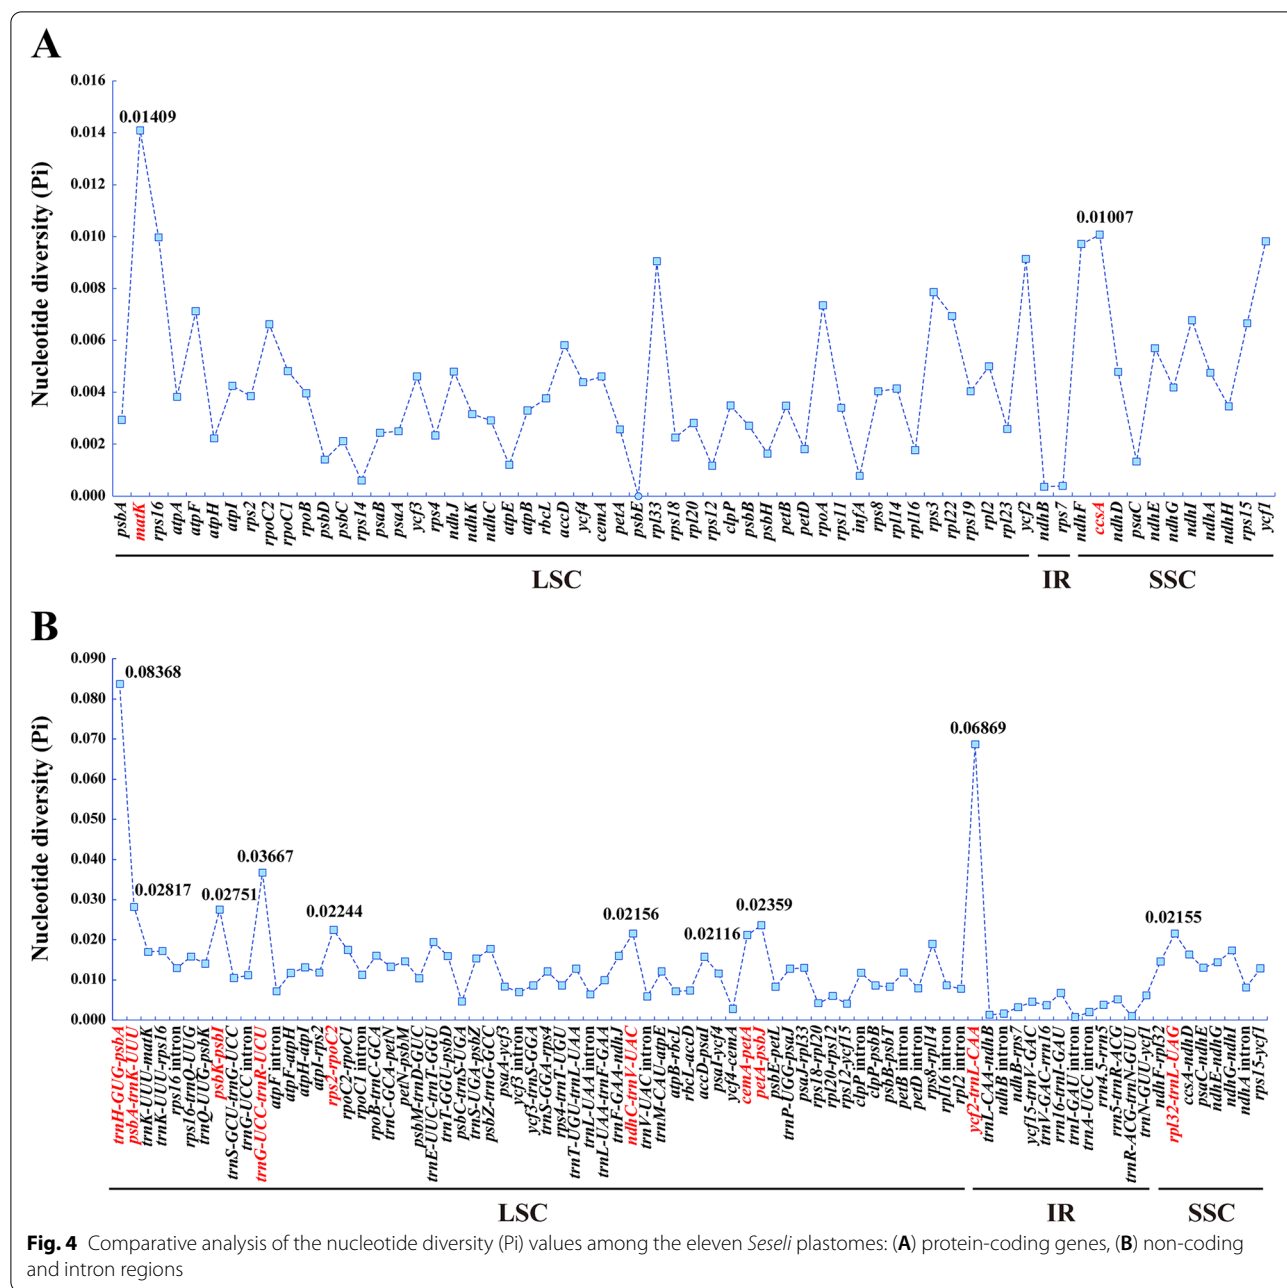 A
Nucleotide diversity (Pi)
0.016
0.014
0.012
0.010
0.008
0.006
0.004
0.002
0.000
0.01409
0.01007
psbA
matK
rps16
atpA
atpF
atpH
atpI
rps2
rpoC2
rpoC1
rpoB
psbD
psbC
rps14
psaB
psaA
ycf3
rps4
ndhJ
ndhK
ndhC
atpE
atpB
rbcL
accD
ycf4
cemA
petA
psbE
rpl33
rps18
rpl20
rps12
clpP
psbB
psbH
petB
petD
rpoA
rps11
infA
rps8
rpl14
rpl16
rps3
rpl22
rps19
rpl2
rpl23
ycf2
ndhB
rps7
ndhF
ccsA
ndhD
psaC
ndhE
ndhG
ndhI
ndhA
ndhH
rps15
ycf1
LSC
IR
SSC
B
Nucleotide diversity (Pi)
0.090
0.080
0.070
0.060
0.050
0.040
0.030
0.020
0.010
0.000
0.08368
0.02817
0.02751
0.03667
0.02244
0.02156
0.02116
0.02359
0.06869
0.02155
trnH-GUG-psbA
psbA-trnK-UUU
trnK-UUU-matK
trnK-UUU-rps16
rps16 intron
rps16-trnQ-UUG
trnQ-UUG-psbK
psbK-psbI
trnS-GCU-trnG-UCC
trnG-UCC intron
trnG-UCC-trnR-UCU
atpF intron
atpF-atpH
atpH-atpI
atpI-rps2
rps2-rpoC2
rpoC2-rpoC1
rpoC1 intron
rpoB-trnC-GCA
trnC-GCA-petN
petN-psbM
psbM-trnD-GUC
trnE-UUC-trnT-GGU
trnT-GGU-psbD
psbC-trnS-UGA
trnS-UGA-psbZ
psbZ-trnG-GCC
psaA-ycf3
ycf3 intron
ycf3-trnS-GGA
trnS-GGA-rps4
rps4-trnT-UGU
trnT-UGU-trnL-UAA
trnL-UAA intron
trnL-UAA-trnF-GAA
trnF-GAA-ndhJ
ndhC-trnV-UAC
trnV-UAC intron
trnM-CAU-atpE
atpB-rbcL
rbcL-accD
accD-psaI
psaI-ycf4
ycf4-cemA
cemA-petA
petA-psbJ
psbE-petL
trnP-UGG-psaJ
psaJ-rpl33
rps18-rpl20
rpl20-rps12
rps12-ycf15
clpP intron
clpP-psbB
psbB-psbT
petB intron
petD intron
rps8-rpl14
rpl16 intron
rpl2 intron
ycf2-trnL-CAA
trnL-CAA-ndhB
ndhB intron
ndhB-rps7
ycf15-trnV-GAC
trnV-GAC-rrn16
rrn16-trnI-GAU
trnI-GAU intron
trnA-UGC intron
rrn4.5-rrn5
rrn5-trnR-ACG
trnR-ACG-trnN-GUU
trnN-GUU-ycf1
ndhF-rpl32
rpl32-trnL-UAG
ccsA-ndhD
psaC-ndhE
ndhE-ndhG
ndhG-ndhI
ndhA intron
rps15-ycf1
LSC
IR
SSC
Fig. 4 Comparative analysis of the nucleotide diversity (Pi) values among the eleven Seseli plastomes: (A) protein-coding genes, (B) non-coding
and intron regions